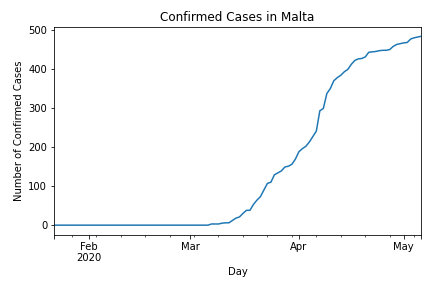 Confirmed Cases in Malta
Number of Confirmed Cases
500
400
300
200
100
0
Feb Mar Apr May
2020
Day